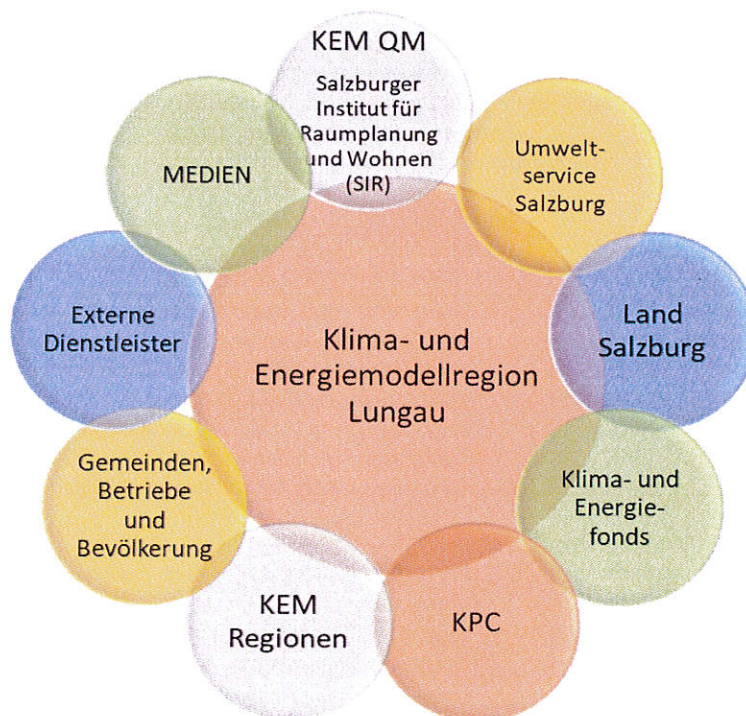 KEM QM
Salzburger
Institut für
Raumplanung
und Wohnen
(SIR)
Umwelt-
service
Salzburg
Land
Salzburg
Klima- und
Energie-
fonds
KPC
KEM
Regionen
Gemeinden,
Betriebe
und
Bevölkerung
Externe
Dienstleister
MEDIEN
Klima- und
Energiemodellregion
Lungau